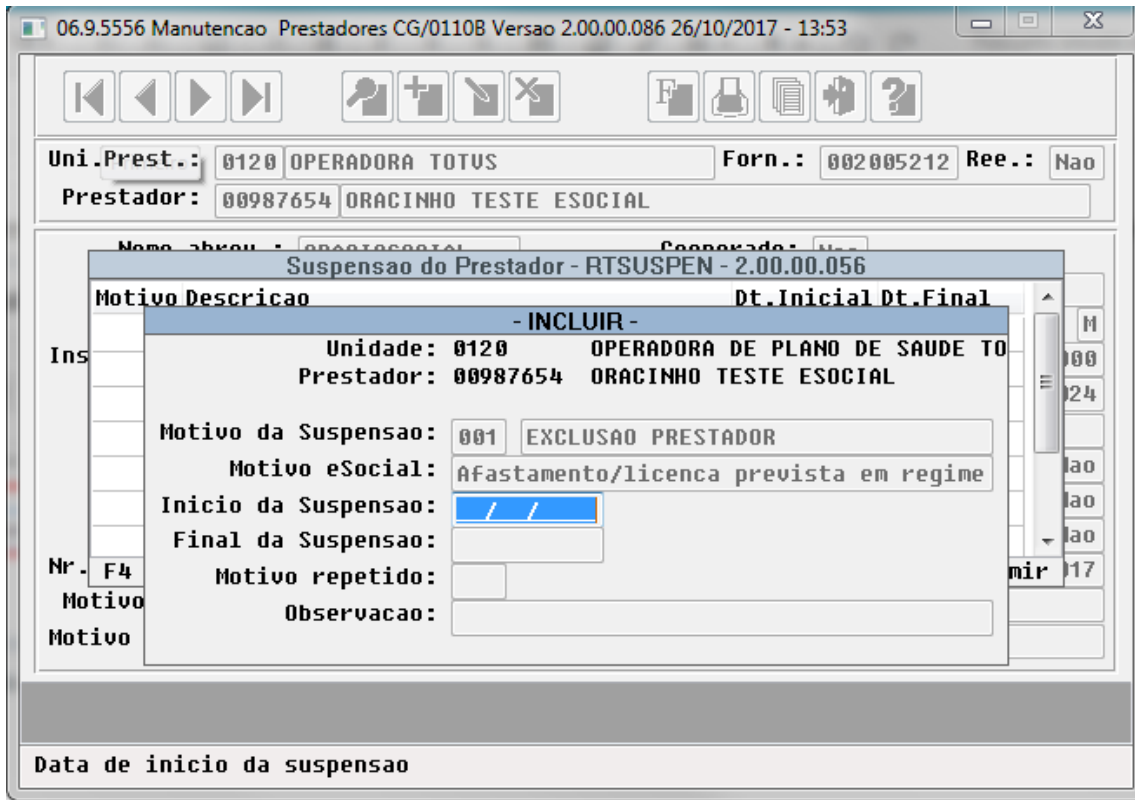 06.9.5556 Manutencao Prestadores CG/0110B Versao 2.00.00.086 26/10/2017 - 13:53
Uni.Prest.: 0120 OPERADORA TOTVS Forn.: 002005212 Ree.: Nao
Prestador: 00987654 ORACINHO TESTE ESOCIAL
Suspensao do Prestador - RTSUSPEN - 2.00.00.056
Motivo Descricao Dt.Inicial Dt.Final
- INCLUIR -
M
Unidade: 0120 OPERADORA DE PLANO DE SAUDE TO
Ins
Prestador: 00987654 ORACINHO TESTE ESOCIAL
Motivo da Suspensao: 001 EXCLUSAO PRESTADOR
Motivo eSocial: Afastamento/licenca prevista em regime
Inicio da Suspensao: / /
Final da Suspensao:
Nr. F4 Motivo repetido: mir 017
Motivo Observacao:
Motivo
Data de inicio da suspensao